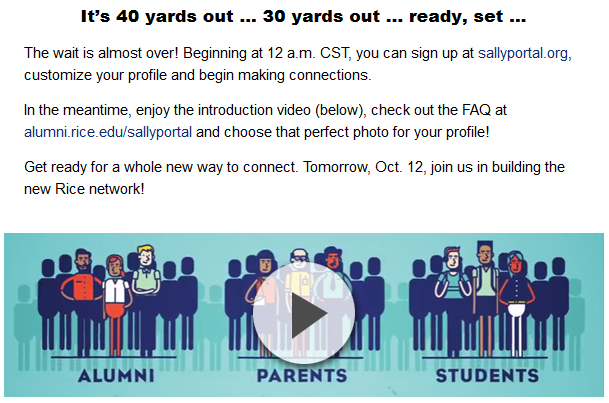 It’s 40 yards out ... 30 yards out ... ready, set ...
The wait is almost over! Beginning at 12 a.m. CST, you can sign up at sallyportal.org,
customize your profile and begin making connections.
In the meantime, enjoy the introduction video (below), check out the FAQ at
alumni.rice.edu/sallyportal and choose that perfect photo for your profile!
Get ready for a whole new way to connect. Tomorrow, Oct. 12, join us in building the
new Rice network!
ALUMNI PARENTS STUDENTS